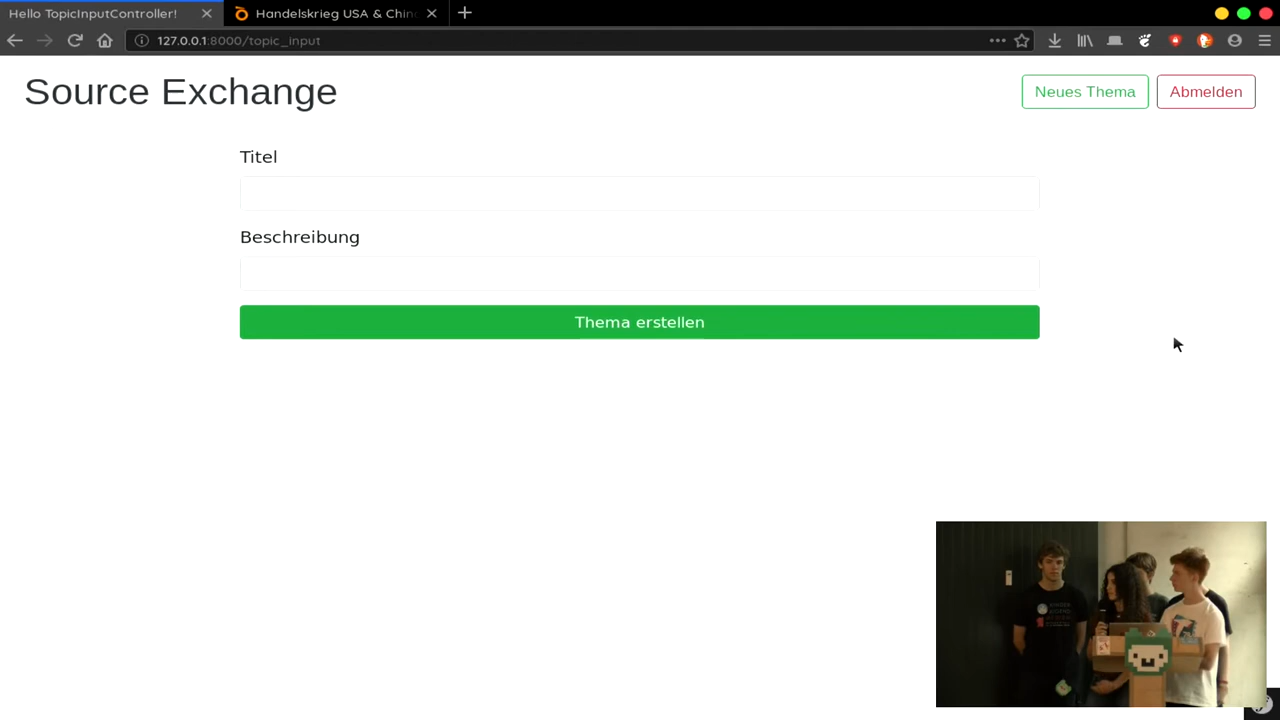 Hello TopicInputController!
Handelskrieg USA & Chin
127.0.0.1:8000/topic_input
Source Exchange
Neues Thema
Abmelden
Titel
Beschreibung
Thema erstellen